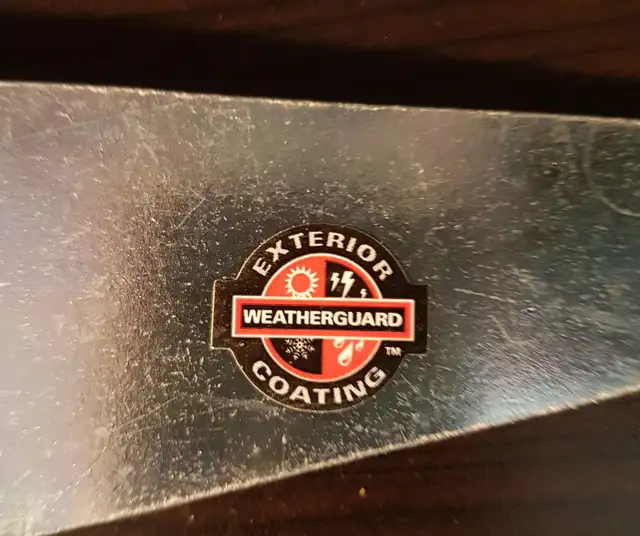 EXTERIOR
WEATHERGUARD
™
COATING